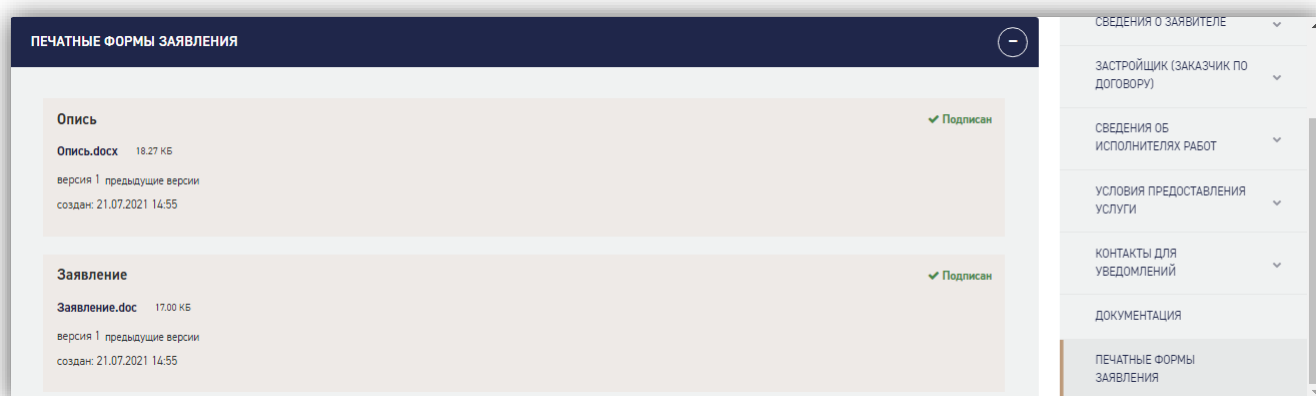 ПЕЧАТНЫЕ ФОРМЫ ЗАЯВЛЕНИЯ
Опись
Подписан
Опись.docx 18.27 КБ
версия 1 предыдущие версии
создан: 21.07.2021 14:55
Заявление
Подписан
Заявление.doc 17.00 КБ
версия 1 предыдущие версии
создан: 21.07.2021 14:55
СВЕДЕНИЯ О ЗАЯВИТЕЛЕ
ЗАСТРОЙЩИК (ЗАКАЗЧИК ПО
ДОГОВОРУ)
СВЕДЕНИЯ ОБ
ИСПОЛНИТЕЛЯХ РАБОТ
УСЛОВИЯ ПРЕДОСТАВЛЕНИЯ
УСЛУГИ
КОНТАКТЫ ДЛЯ
УВЕДОМЛЕНИЙ
ДОКУМЕНТАЦИЯ
ПЕЧАТНЫЕ ФОРМЫ
ЗАЯВЛЕНИЯ